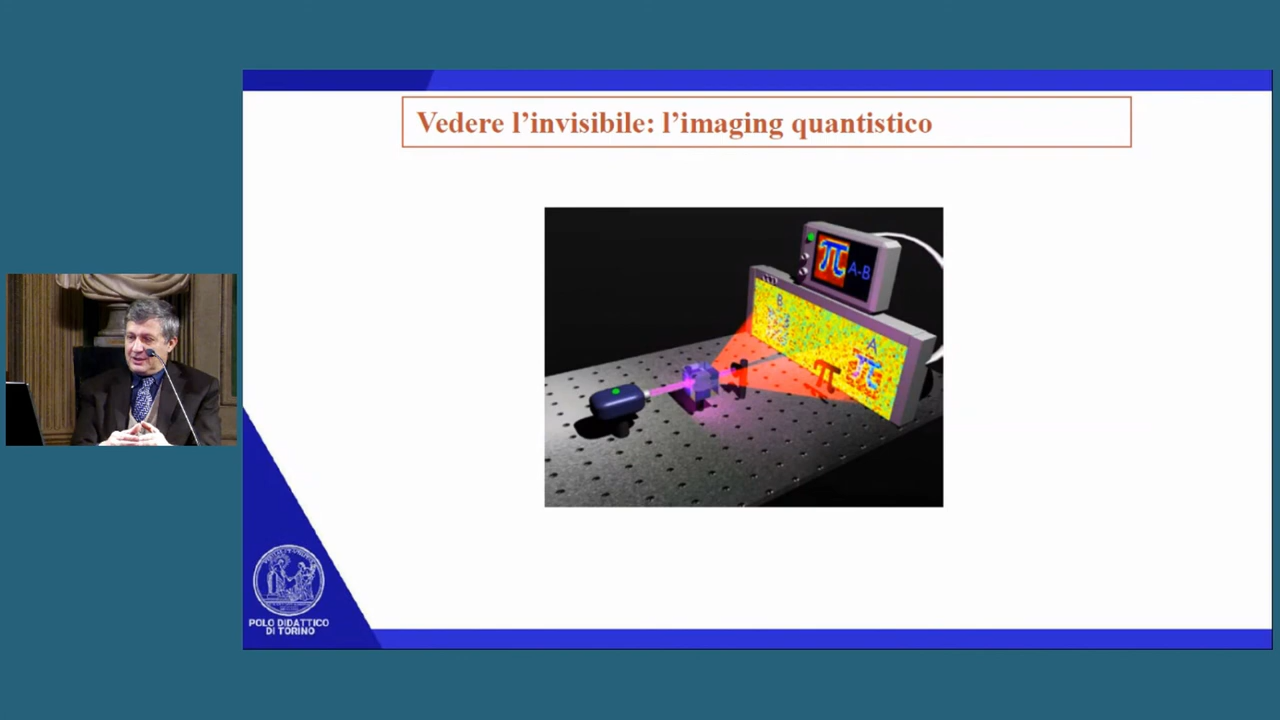 Vedere l’invisibile: l’imaging quantistico
π A-B
B
A
π
π
POLO DIDATTICO
DI TORINO